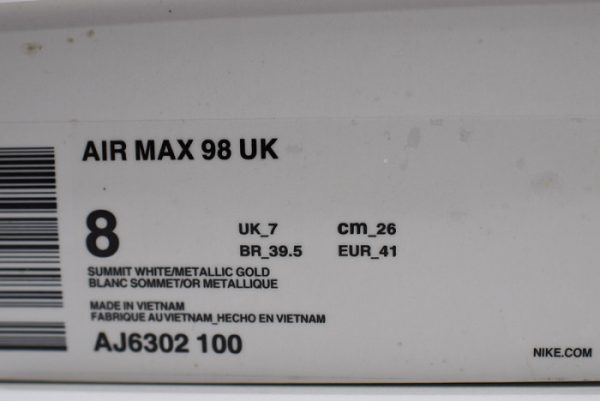 AIR MAX 98 UK
8
UK_7 cm_26
BR_39.5 EUR_41
SUMMIT WHITE/METALLIC GOLD
BLANC SOMMET/OR METALLIQUE
MADE IN VIETNAM
FABRIQUE AU VIETNAM_HECHO EN VIETNAM
AJ6302 100
NIKE.COM